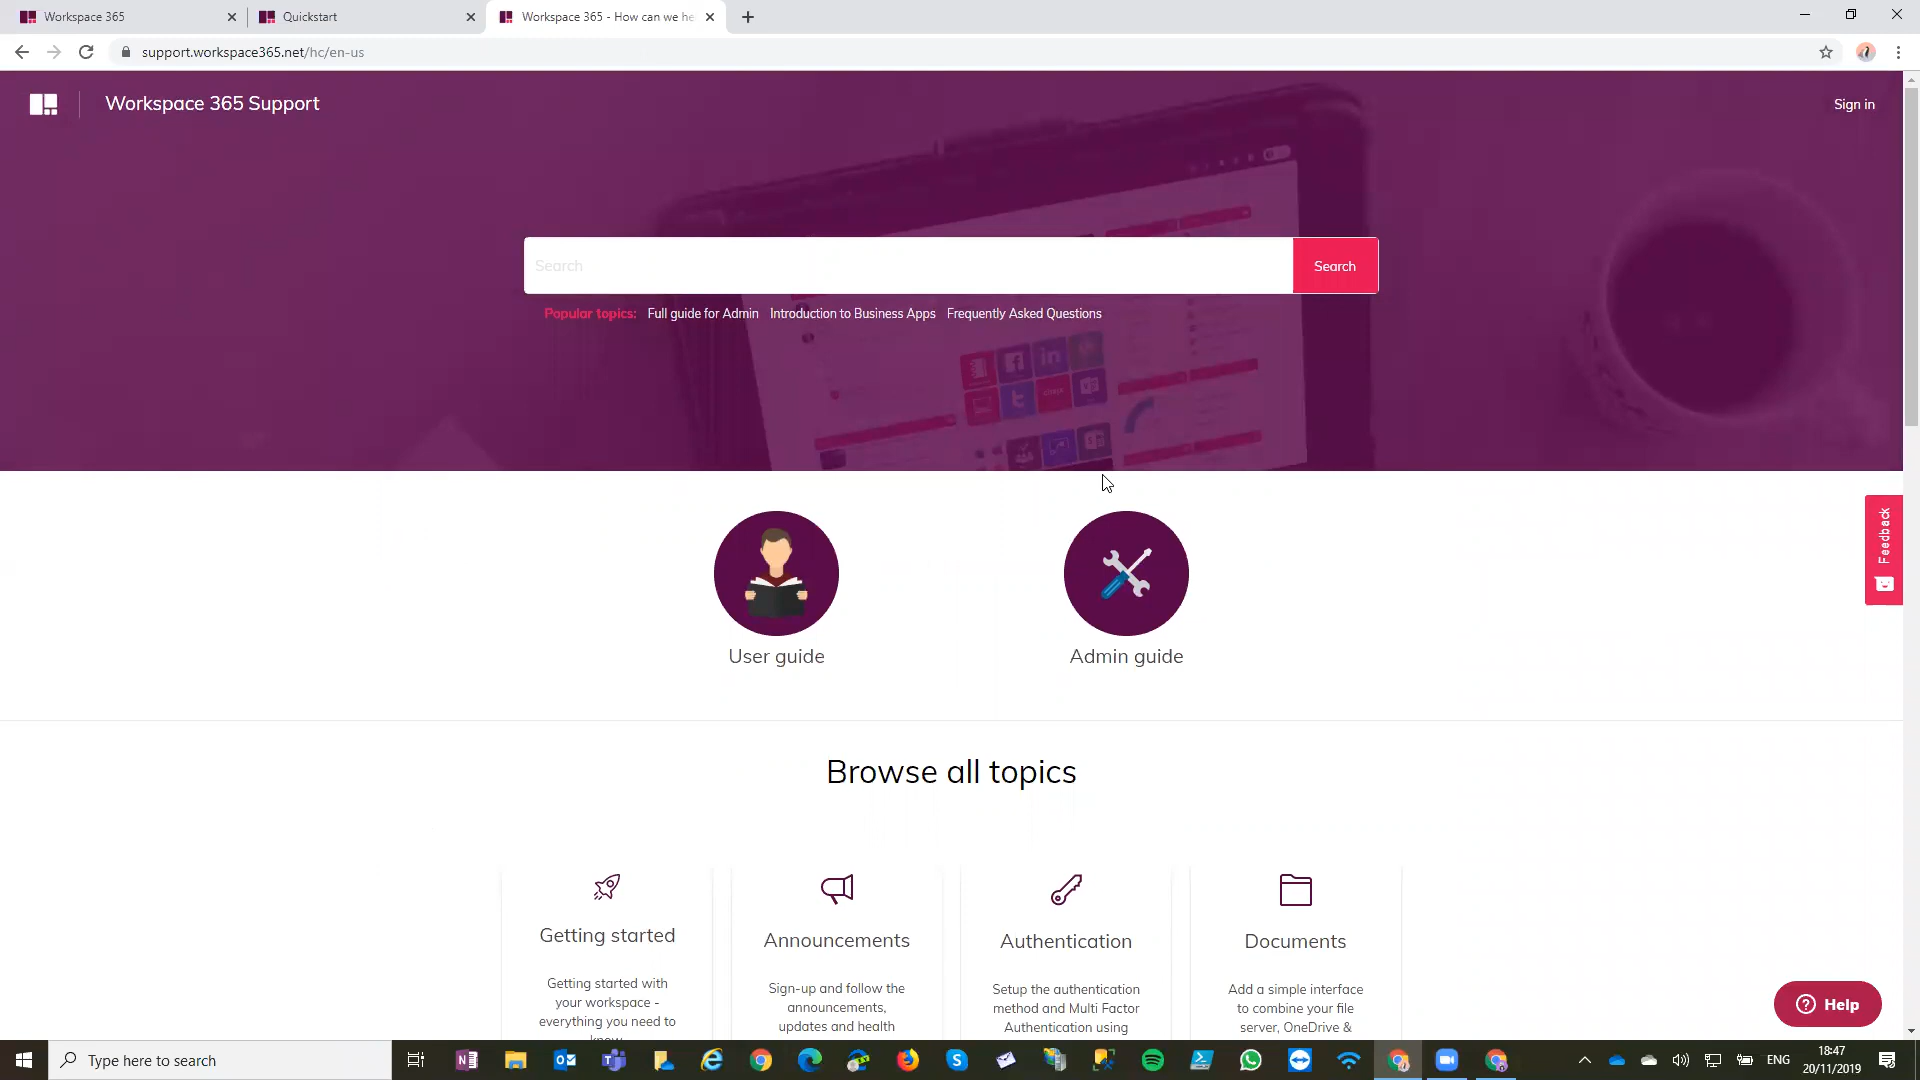 Workspace 365
Quickstart
Workspace 365 - How can we he
support.workspace365.net/hc/en-us
Workspace 365 Support
Sign in
Search
Search
Popular topics: Full guide for Admin Introduction to Business Apps Frequently Asked Questions
Feedback
User guide
Admin guide
Browse all topics
Getting started
Getting started with
your workspace -
everything you need to
know
Announcements
Sign-up and follow the
announcements,
updates and health
Authentication
Setup the authentication
method and Multi Factor
Authentication using
Documents
Add a simple interface
to combine your file
server, OneDrive &
Help
Type here to search
ENG
18:47
20/11/2019